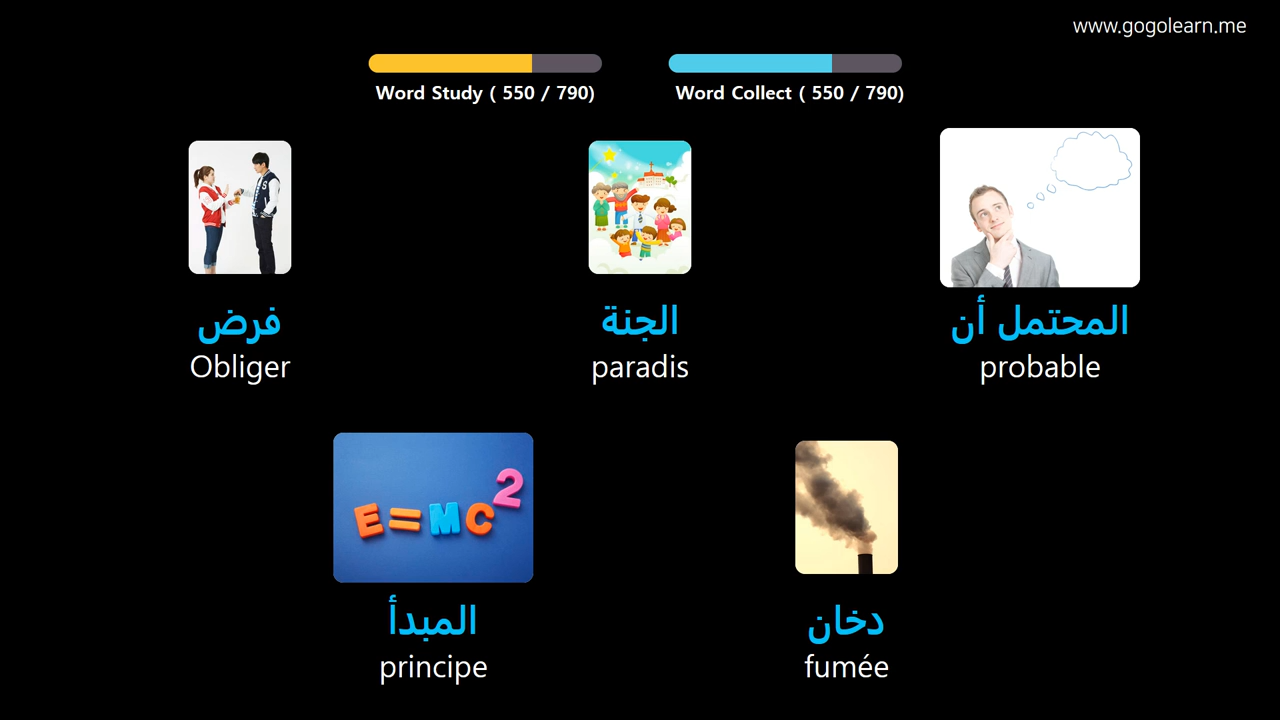 www.gogolearn.me
Word Study ( 550 / 790)
Word Collect ( 550 / 790)
فرض
Obliger
الجنة
paradis
المحتمل أن
probable
E=MC2
المبدأ
principe
دخان
fumée